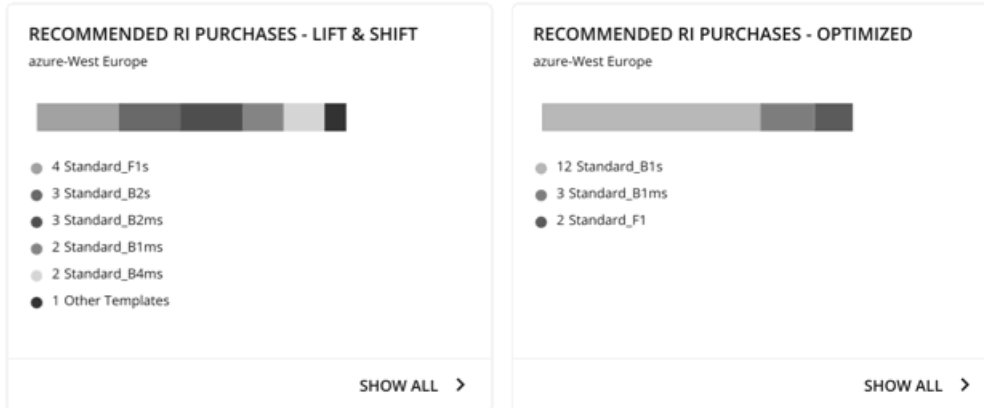 RECOMMENDED RI PURCHASES - LIFT & SHIFT
azure-West Europe
4 Standard_F1s
3 Standard_B2s
3 Standard_B2ms
2 Standard_B1ms
2 Standard_B4ms
1 Other Templates
SHOW ALL
RECOMMENDED RI PURCHASES - OPTIMIZED
azure-West Europe
12 Standard_B1s
3 Standard_B1ms
2 Standard_F1
SHOW ALL